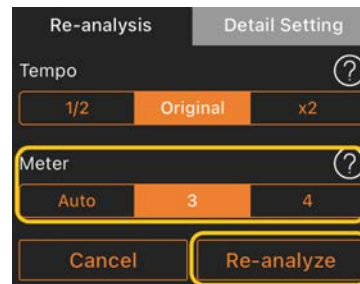 Re-analysis Detail Setting
Tempo ?
1/2 Original x2
Meter ?
Auto 3 4
Cancel Re-analyze